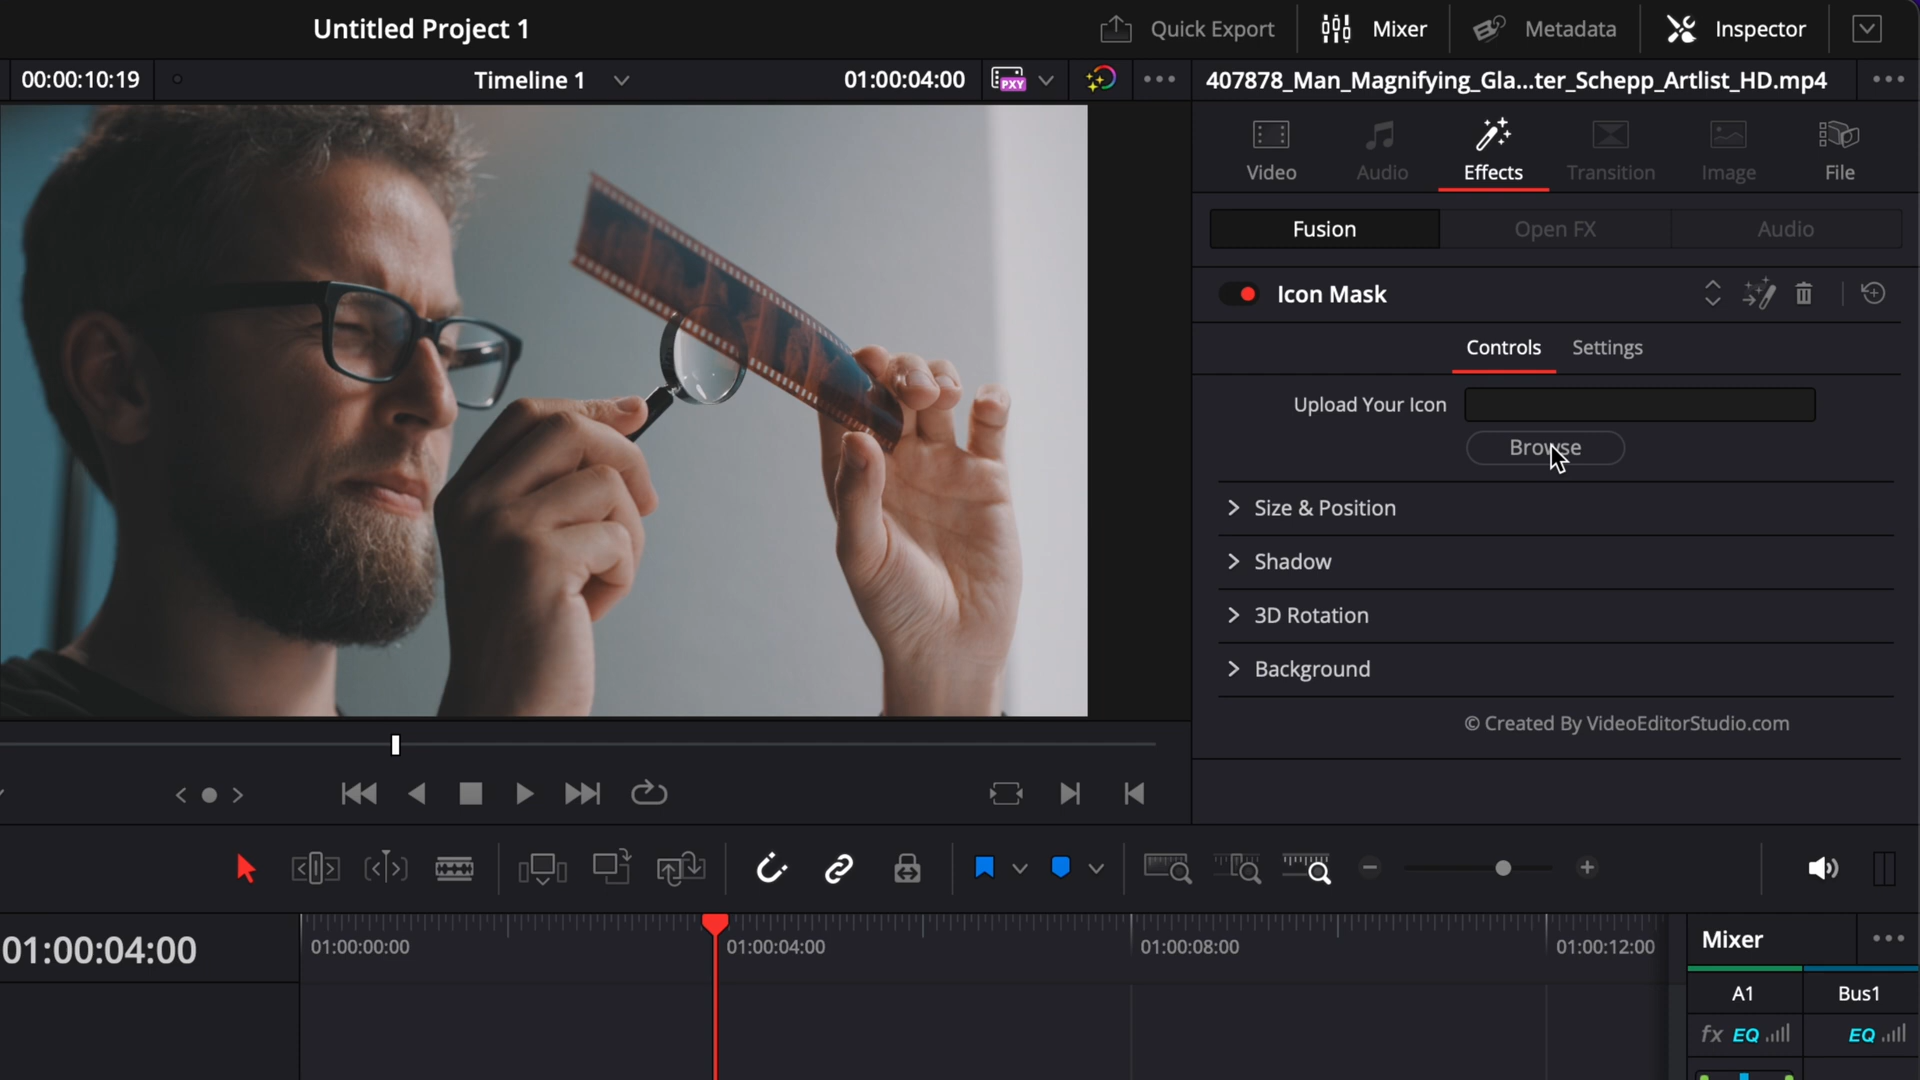 Untitled Project 1
Quick Export
Mixer
Metadata
Inspector
00:00:10:19
Timeline 1
01:00:04:00
PXY
407878_Man_Magnifying_Gla...ter_Schepp_Artlist_HD.mp4
Video
Audio
Effects
Transition
Image
File
Fusion
Open FX
Audio
Icon Mask
Controls
Settings
Upload Your Icon
Browse
Size & Position
Shadow
3D Rotation
Background
© Created By VideoEditorStudio.com
01:00:04:00
01:00:00:00
01:00:04:00
01:00:08:00
01:00:12:00
Mixer
A1
Bus1
fx EQ
EQ